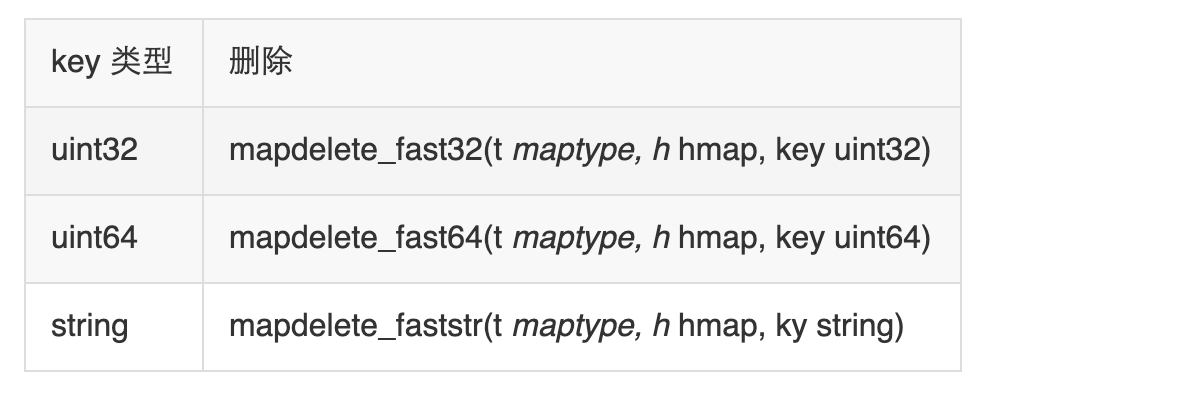 key 类型 删除
uint32 mapdelete_fast32(t maptype, h hmap, key uint32)
uint64 mapdelete_fast64(t maptype, h hmap, key uint64)
string mapdelete_faststr(t maptype, h hmap, ky string)